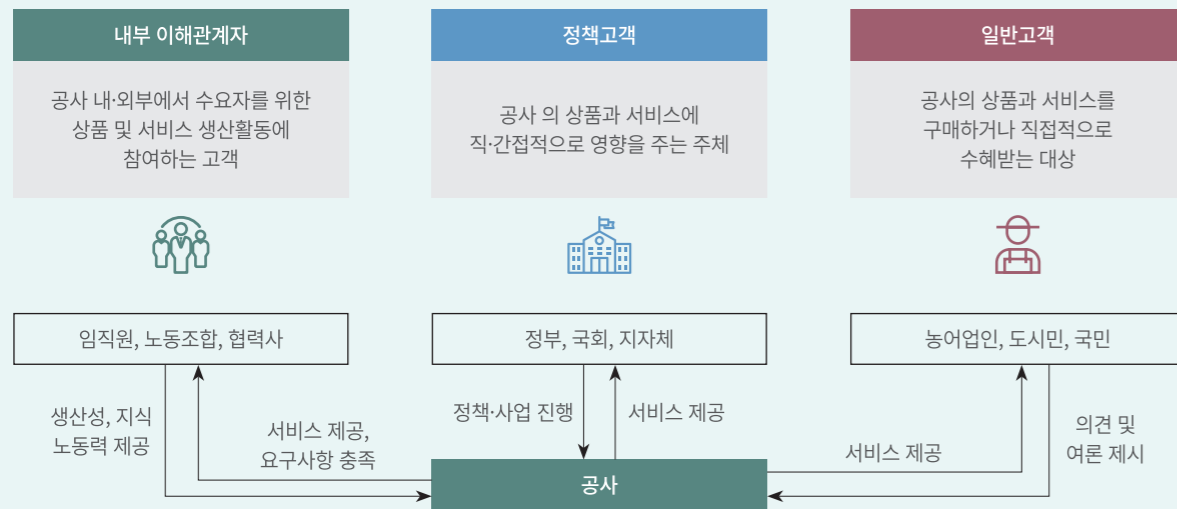 내부 이해관계자
공사 내·외부에서 수요자를 위한
상품 및 서비스 생산활동에
참여하는 고객
임직원, 노동조합, 협력사
생산성, 지식
노동력 제공
서비스 제공,
요구사항 충족
정책고객
공사 의 상품과 서비스에
직·간접적으로 영향을 주는 주체
정부, 국회, 지자체
정책·사업 진행
서비스 제공
일반고객
공사의 상품과 서비스를
구매하거나 직접적으로
수혜받는 대상
농어업인, 도시민, 국민
서비스 제공
의견 및
여론 제시
공사